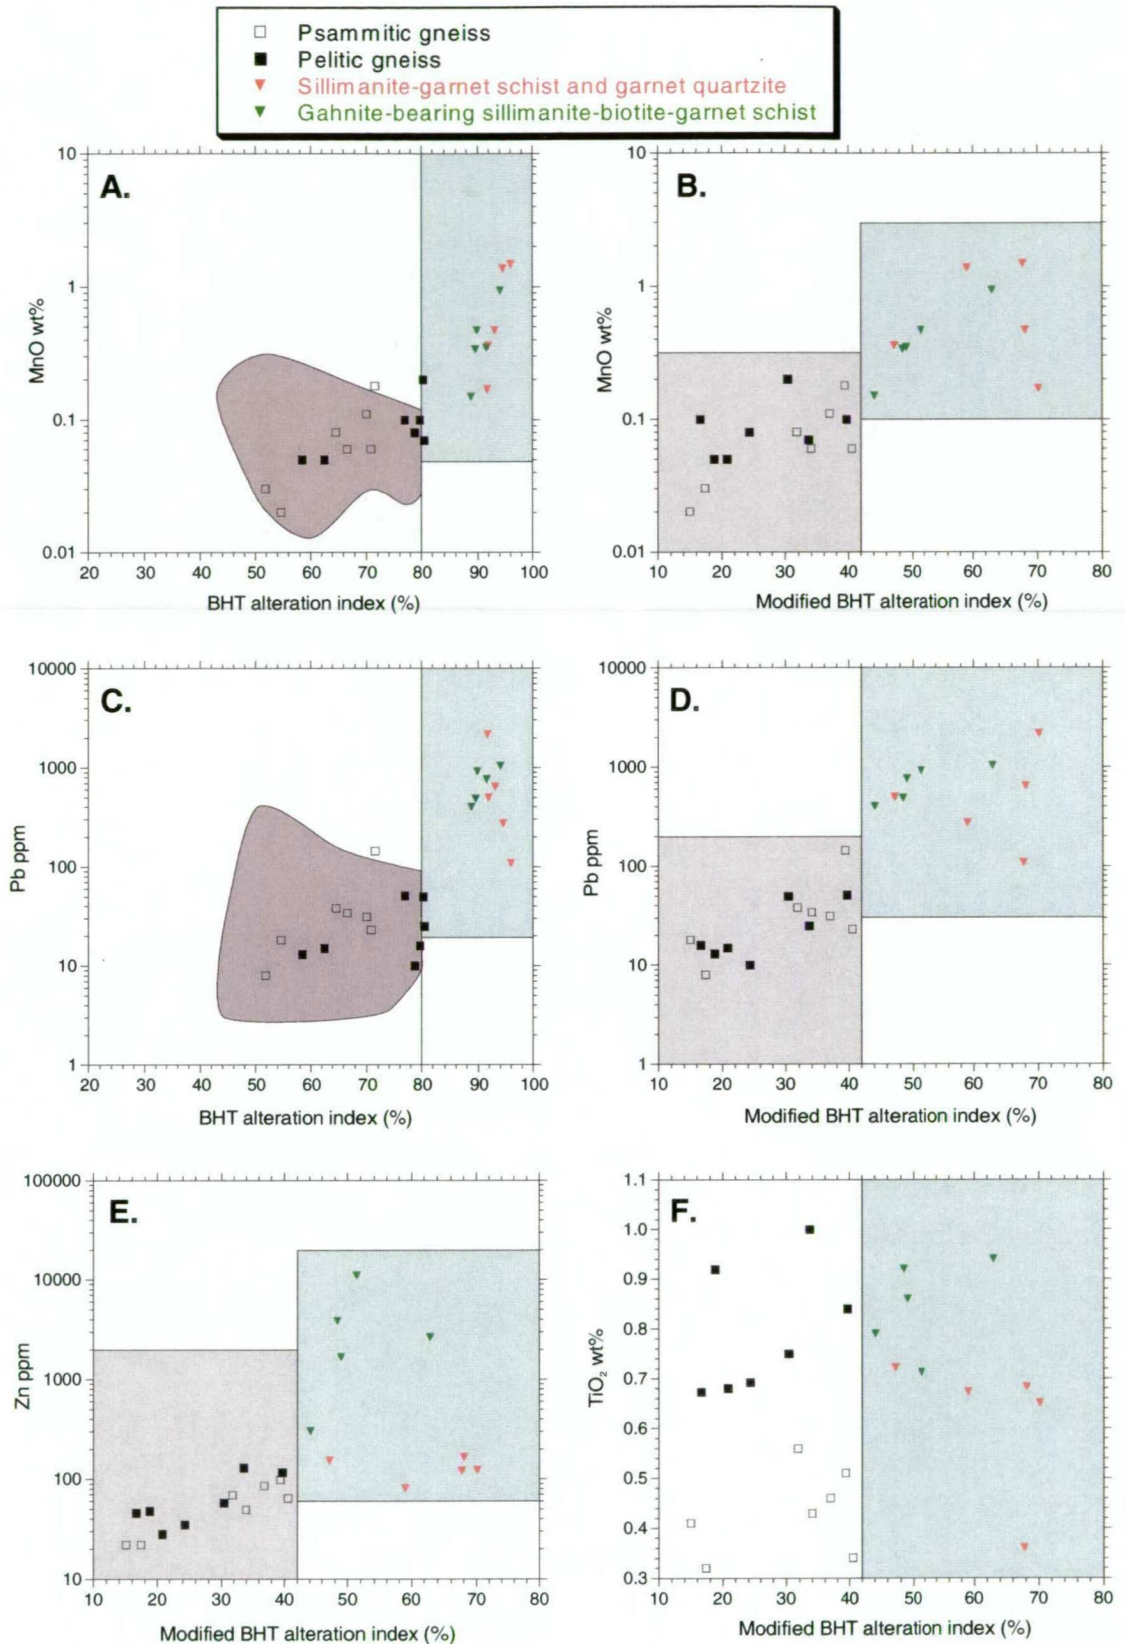 Psammitic gneiss
Pelitic gneiss
Sillimanite-garnet schist and garnet quartzite
Gahnite-bearing sillimanite-biotite-garnet schist
A.
10
1
0.1
0.01
MnO wt%
20 30 40 50 60 70 80 90 100
BHT alteration index (%)
B.
10
1
0.1
0.01
MnO wt%
10 20 30 40 50 60 70 80
Modified BHT alteration index (%)
C.
10000
1000
100
10
1
Pb ppm
20 30 40 50 60 70 80 90 100
BHT alteration index (%)
D.
10000
1000
100
10
1
Pb ppm
10 20 30 40 50 60 70 80
Modified BHT alteration index (%)
E.
100000
10000
1000
100
10
Zn ppm
10 20 30 40 50 60 70 80
Modified BHT alteration index (%)
F.
1.1
1.0
0.9
0.8
0.7
0.6
0.5
0.4
0.3
TiO₂ wt%
10 20 30 40 50 60 70 80
Modified BHT alteration index (%)